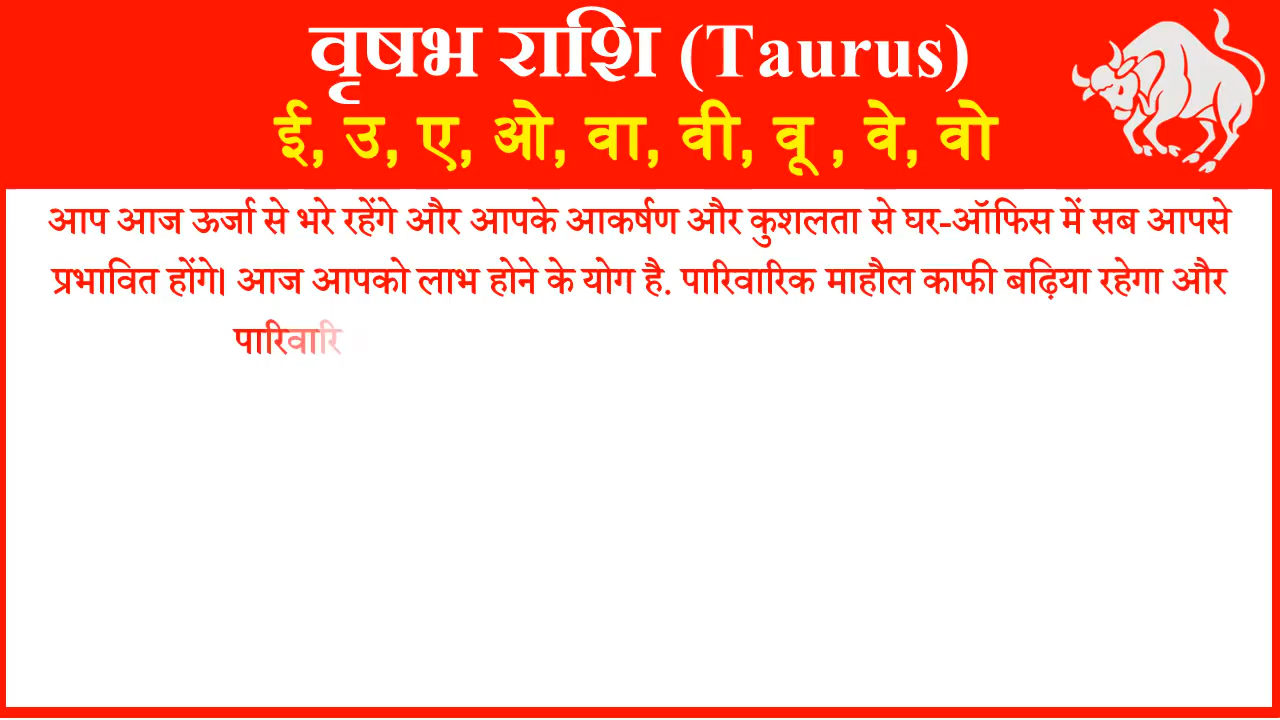 वृषभ राशि (Taurus)
ई, उ, ए, ओ, वा, वी, वू , वे, वो
आप आज ऊर्जा से भरे रहेंगे और आपके आकर्षण और कुशलता से घर-ऑफिस में सब आपसे
प्रभावित होंगे। आज आपको लाभ होने के योग है. पारिवारिक माहौल काफी बढ़िया रहेगा और
पारिवारि